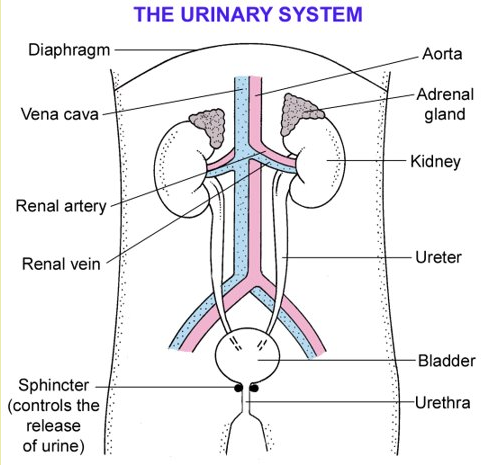 THE URINARY SYSTEM
Diaphragm
Aorta
Vena cava
Adrenal
gland
Kidney
Renal artery
Renal vein
Ureter
Bladder
Sphincter
(controls the
release
of urine)
Urethra